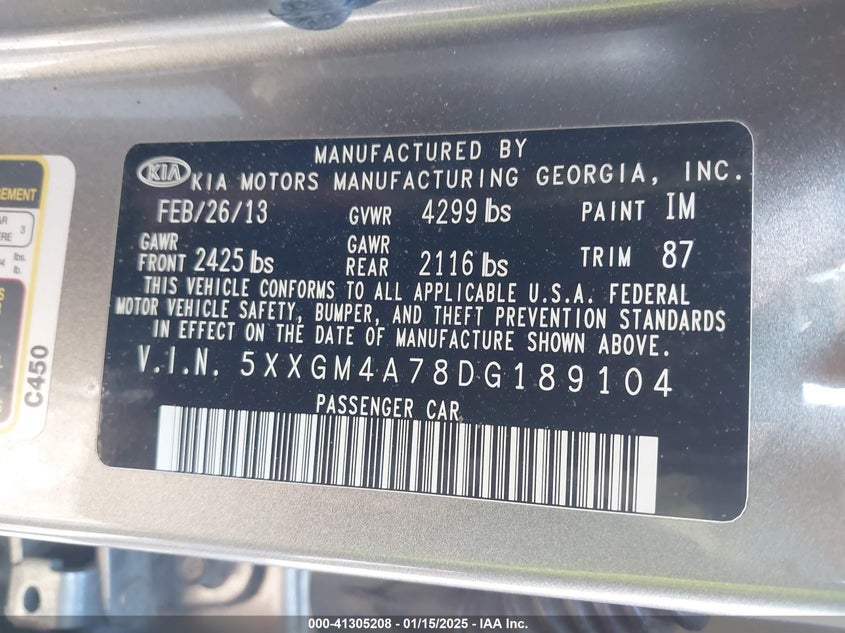 MANUFACTURED BY
KIA KIA MOTORS MANUFACTURING GEORGIA, INC.
FEB/26/13 GVWR 4299 lbs PAINT IM
GAWR FRONT 2425 lbs GAWR REAR 2116 lbs TRIM 87
THIS VEHICLE CONFORMS TO ALL APPLICABLE U.S.A. FEDERAL
MOTOR VEHICLE SAFETY, BUMPER, AND THEFT PREVENTION STANDARDS
IN EFFECT ON THE DATE OF MANUFACTURE SHOWN ABOVE.
V.I.N. 5XXGM4A78DG189104
PASSENGER CAR
C450
000-41305208 - 01/15/2025 - IAA Inc.